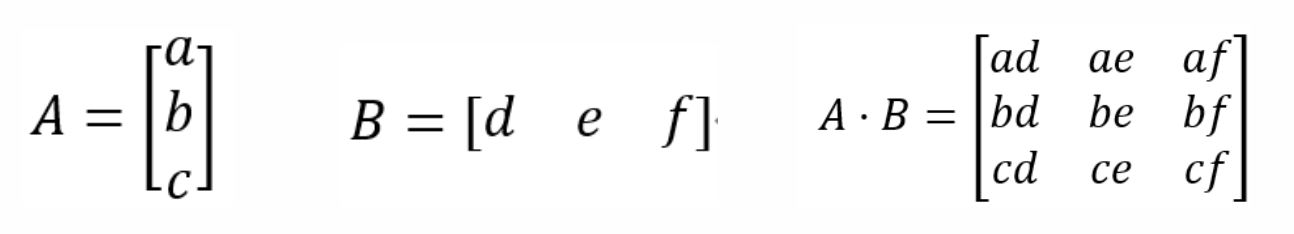 A = [a b c]
B = [d e f]
A · B = [ad ae af
bd be bf
cd ce cf]